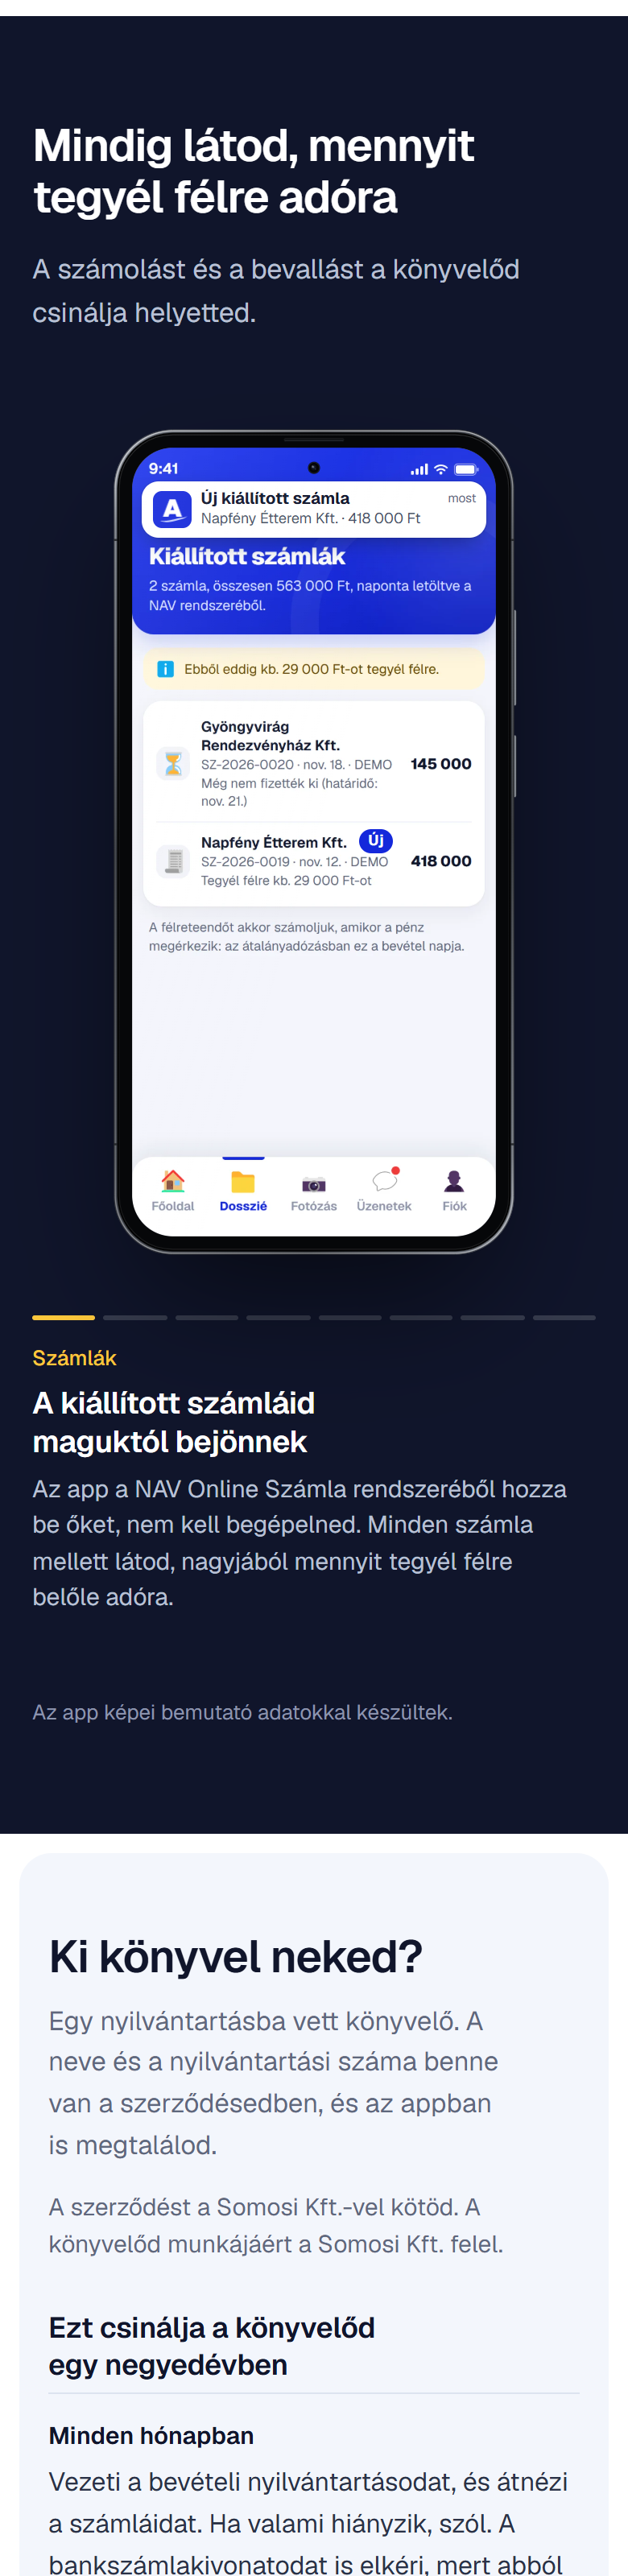 Mindig látod, mennyit
tegyél félre adóra
A számolást és a bevallást a könyvelőd
csinálja helyetted.
9:41
A
Új kiállított számla
most
Napfény Étterem Kft. · 418 000 Ft
Kiállított számlák
2 számla, összesen 563 000 Ft, naponta letöltve a
NAV rendszeréből.
Ebből eddig kb. 29 000 Ft-ot tegyél félre.
Gyöngyvirág
Rendezvényház Kft.
SZ-2026-0020 · nov. 18. · DEMO
145 000
Még nem fizették ki (határidő:
nov. 21.)
Napfény Étterem Kft. Új
SZ-2026-0019 · nov. 12. · DEMO
418 000
Tegyél félre kb. 29 000 Ft-ot
A félreteendőt akkor számoljuk, amikor a pénz
megérkezik: az átalányadózásban ez a bevétel napja.
Főoldal
Dosszié
Fotózás
Üzenetek
Fiók
Számlák
A kiállított számláid
maguktól bejönnek
Az app a NAV Online Számla rendszeréből hozza
be őket, nem kell begépelned. Minden számla
mellett látod, nagyjából mennyit tegyél félre
belőle adóra.
Az app képei bemutató adatokkal készültek.
Ki könyvel neked?
Egy nyilvántartásba vett könyvelő. A
neve és a nyilvántartási száma benne
van a szerződésedben, és az appban
is megtalálod.
A szerződést a Somosi Kft.-vel kötöd. A
könyvelőd munkájáért a Somosi Kft. felel.
Ezt csinálja a könyvelőd
egy negyedévben
Minden hónapban
Vezeti a bevételi nyilvántartásodat, és átnézi
a számláidat. Ha valami hiányzik, szól. A
bankszámlakivonatodat is elkéri, mert abból